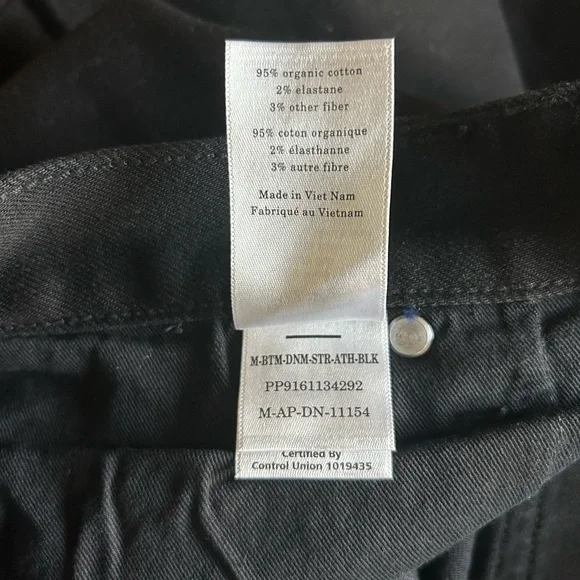 95% organic cotton
2% elastane
3% other fiber
95% coton organique
2% élasthanne
3% autre fibre
Made in Viet Nam
Fabriqué au Vietnam
M-BTM-DNM-STR-ATH-BLK
PP9161134292
M-AP-DN-11154
Certified By
Control Union 1019435